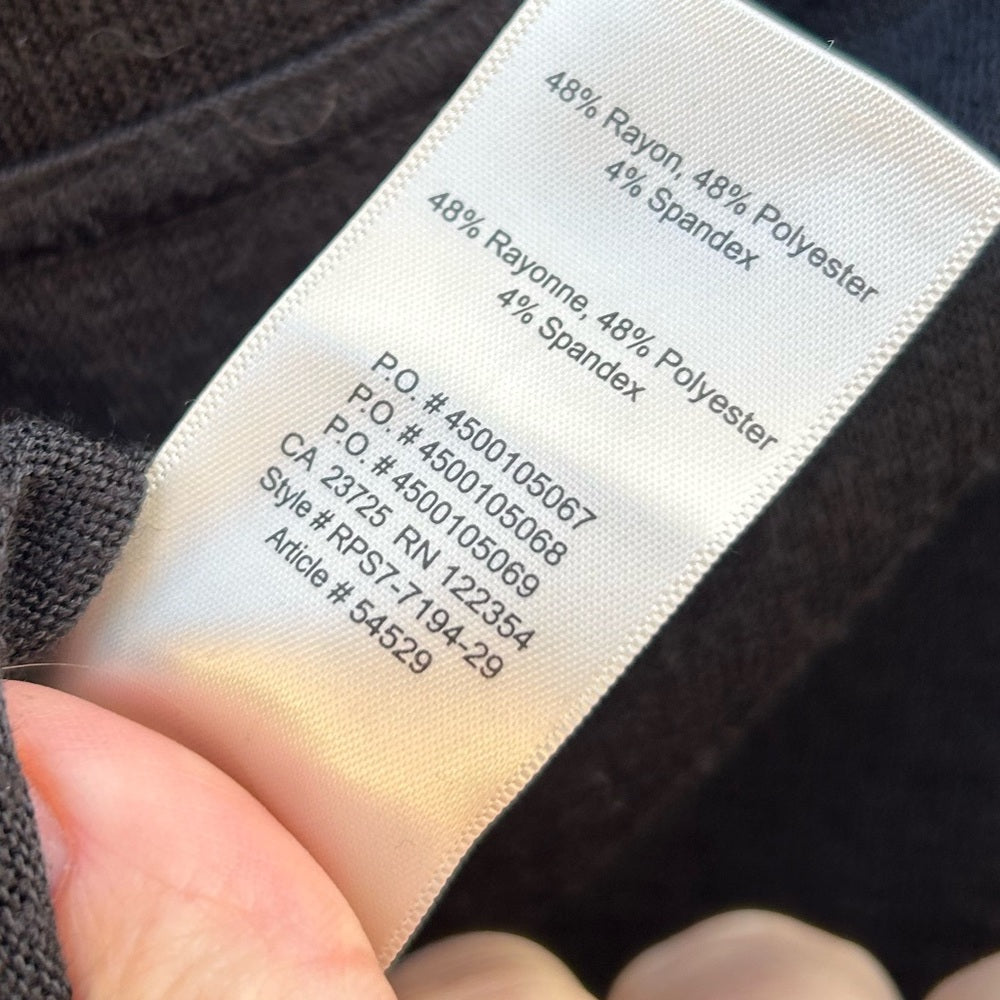 48% Rayon, 48% Polyester
4% Spandex
48% Rayonne, 48% Polyester
4% Spandex
P.O. # 4500105067
P.O. # 4500105068
P.O. # 4500105069
CA 23725 RN 122354
Style # RPS7-7194-29
Article # 54529